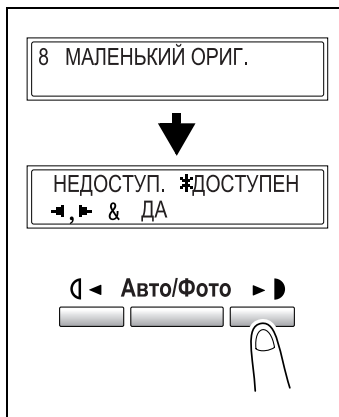 8 МАЛЕНЬКИЙ ОРИГ.
НЕДОСТУП. *ДОСТУПЕН
◄,► & ДА
◄ Авто/Фото ►